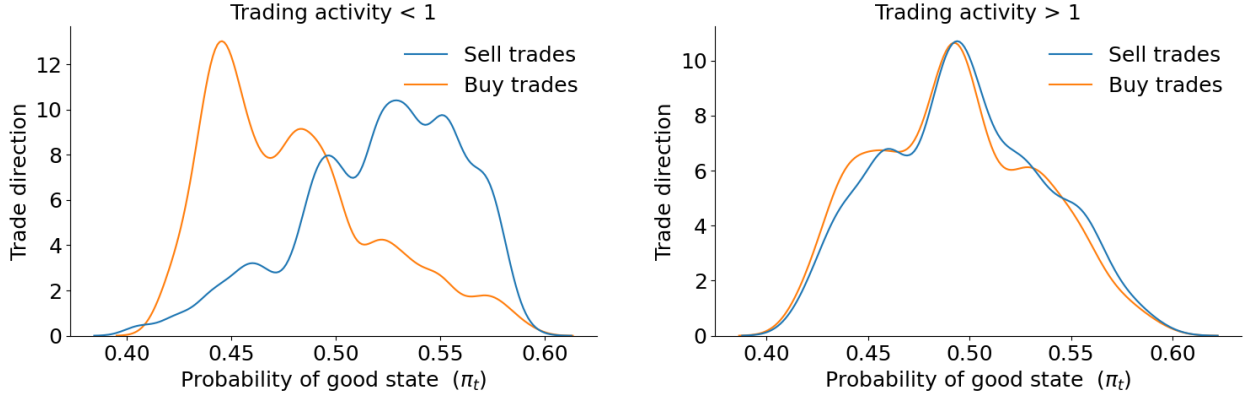 Trading activity < 1
Trade direction
12
10
8
6
4
2
0
Sell trades
Buy trades
0.40 0.45 0.50 0.55 0.60
Probability of good state (πt)
Trading activity > 1
Trade direction
10
8
6
4
2
0
Sell trades
Buy trades
0.40 0.45 0.50 0.55 0.60
Probability of good state (πt)